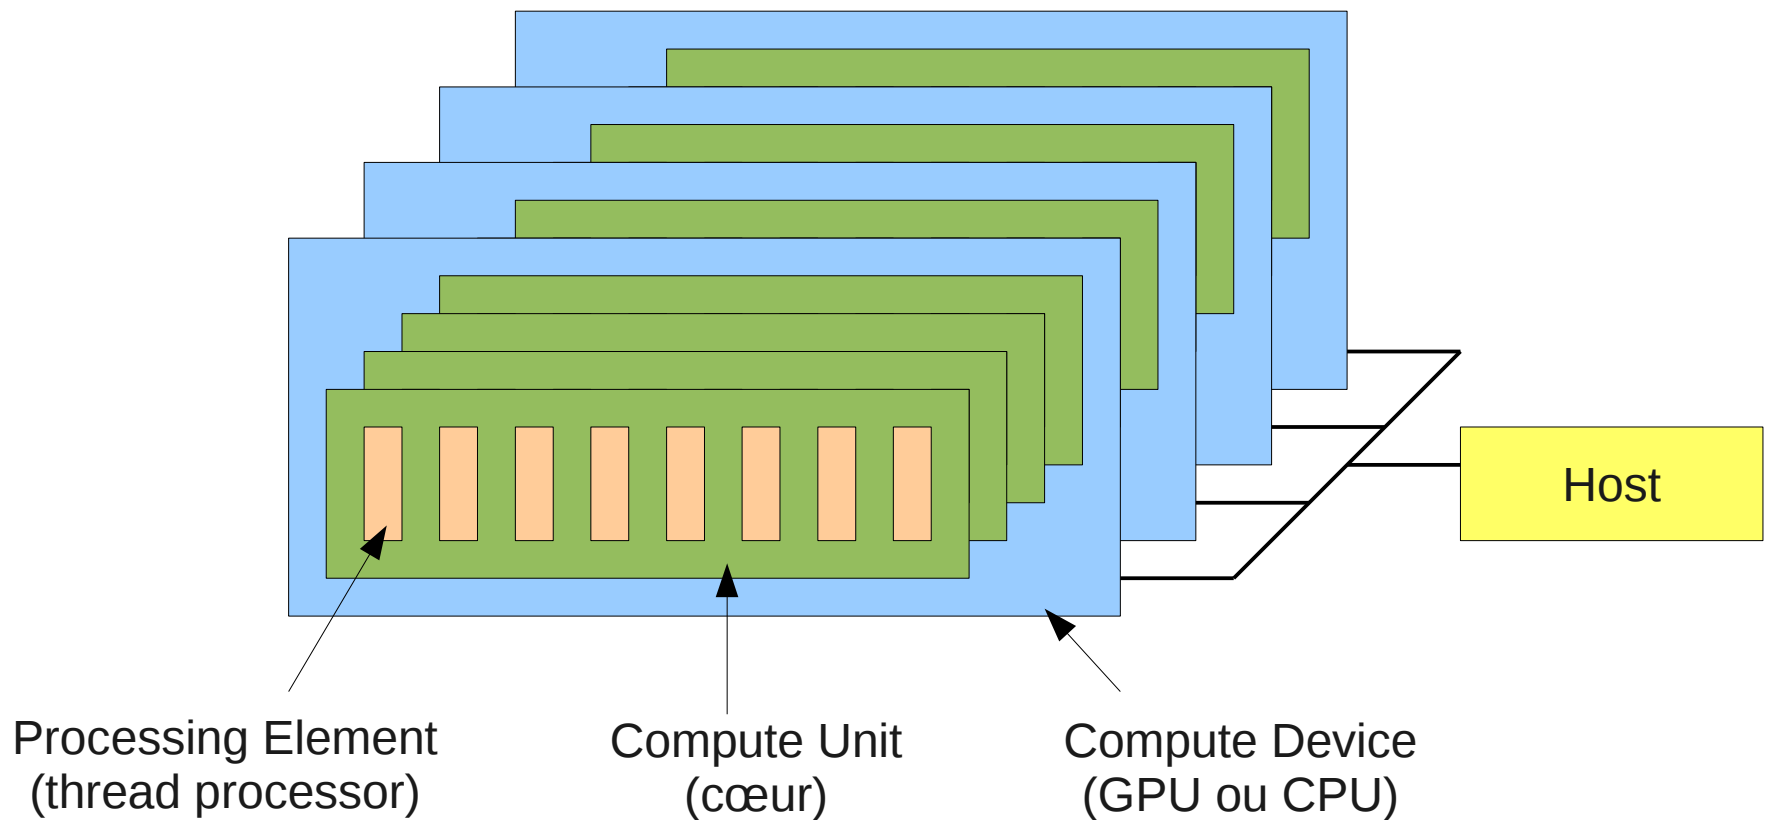 Host
Processing Element
(thread processor)
Compute Unit
(cœur)
Compute Device
(GPU ou CPU)